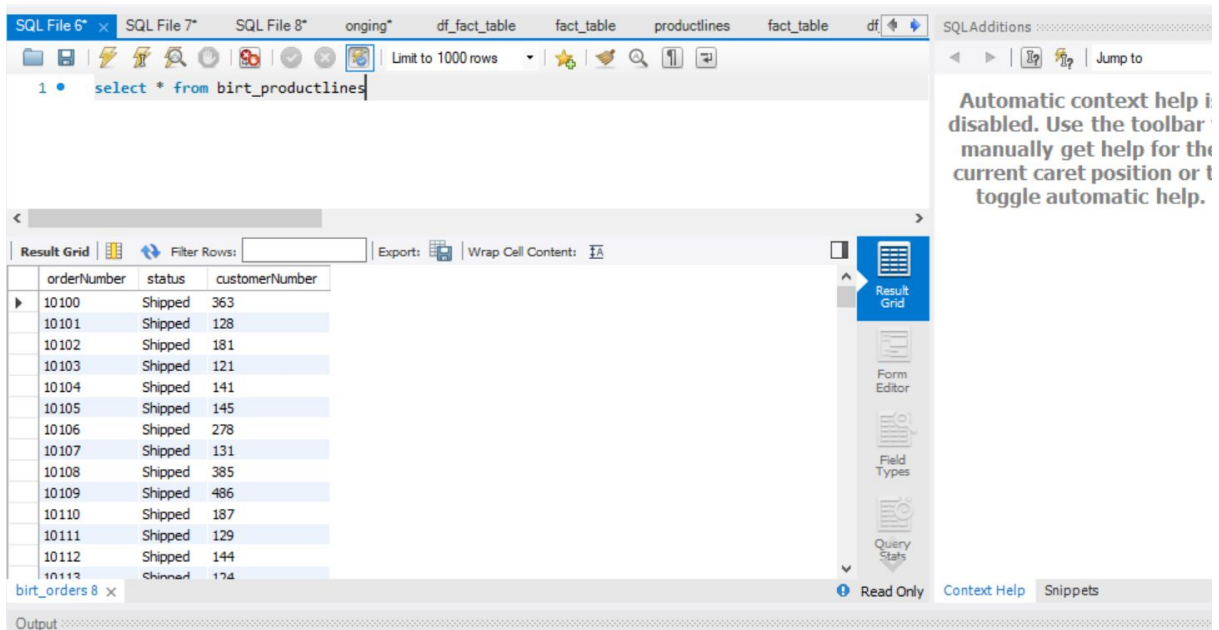 SQL File 6* SQL File 7* SQL File 8* onging* df_fact_table fact_table productlines fact_table df SQLAdditions
Limit to 1000 rows Jump to
1 select * from birt_productlines
Automatic context help is
disabled. Use the toolbar
manually get help for the
current caret position or t
toggle automatic help.
Result Grid Filter Rows: Export: Wrap Cell Content:
orderNumber status customerNumber
10100 Shipped 363
10101 Shipped 128
10102 Shipped 181
10103 Shipped 121
10104 Shipped 141
10105 Shipped 145
10106 Shipped 278
10107 Shipped 131
10108 Shipped 385
10109 Shipped 486
10110 Shipped 187
10111 Shipped 129
10112 Shipped 144
10113 Shipped 124
Result
Grid
Form
Editor
Field
Types
Query
Stats
birt_orders 8 Read Only Context Help Snippets
Output